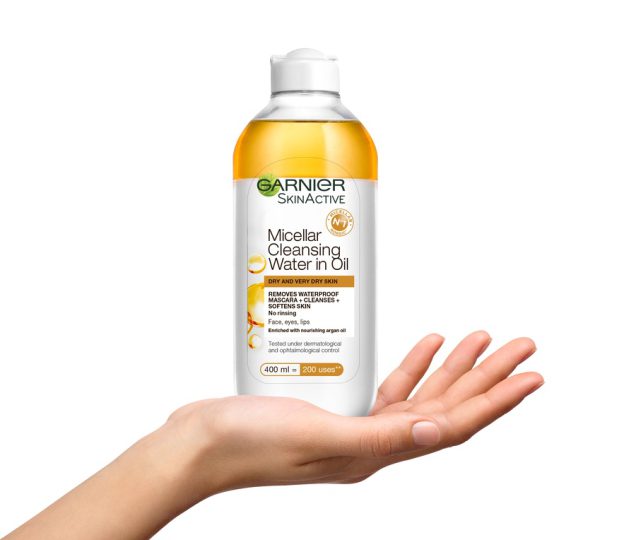 GARNIER
SKINACTIVE
MICELLAR
N°1
Micellar
Cleansing
Water in Oil
DRY AND VERY DRY SKIN
REMOVES WATERPROOF
MASCARA + CLEANSES +
SOFTENS SKIN
No rinsing
Face, eyes, lips
Enriched with nourishing argan oil
Tested under dermatological
and ophtalmological control
400 ml = 200 uses**